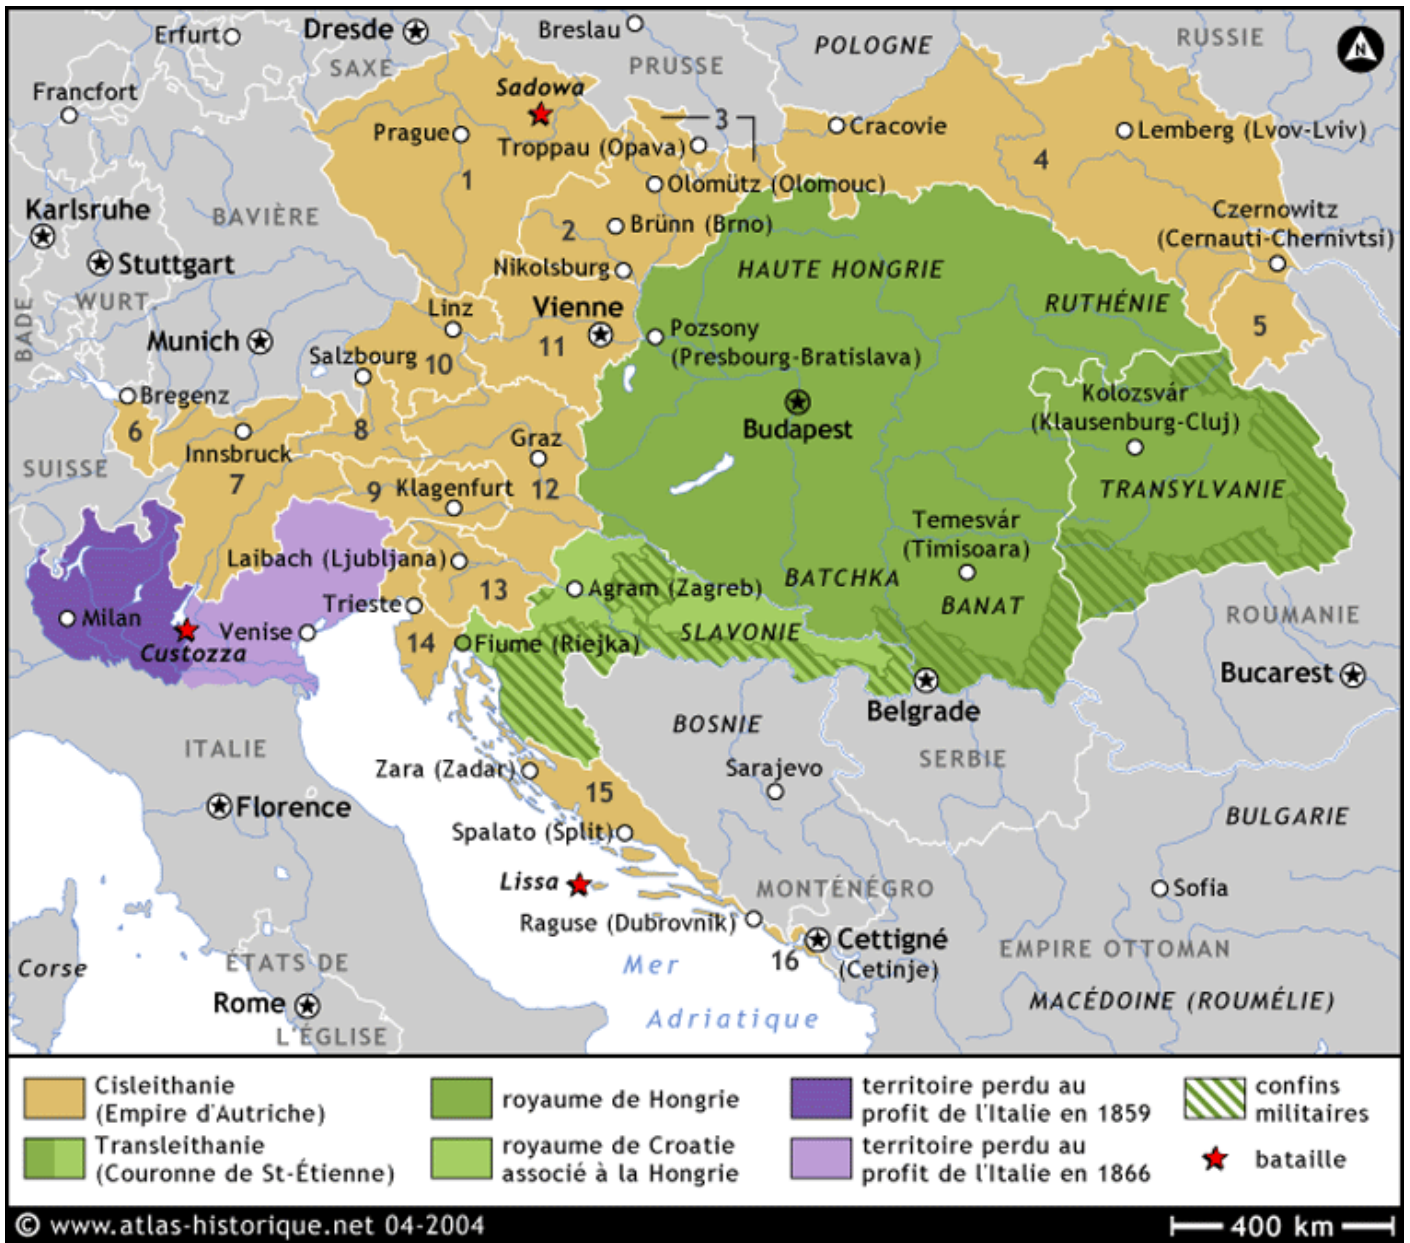 Erfurt
Dresde
Breslau
POLOGNE
RUSSIE
N
SAXE
PRUSSE
Francfort
Sadowa
Prague
3
Cracovie
Lemberg (Lvov-Lviv)
Troppau (Opava)
4
1
Olomütz (Olomouc)
Karlsruhe
BAVIÈRE
Czernowitz
(Cernauti-Chernivtsi)
2
Brünn (Brno)
Stuttgart
Nikolsburg
HAUTE HONGRIE
WURT
Linz
Vienne
RUTHÉNIE
BADE
Munich
Salzbourg
10
11
Pozsony
(Presbourg-Bratislava)
5
Bregenz
Kolozsvár
(Klausenburg-Cluj)
6
Innsbruck
8
Graz
Budapest
SUISSE
7
9
Klagenfurt
12
TRANSYLVANIE
Temesvár
(Timisoara)
Laibach (Ljubljana)
13
Agram (Zagreb)
BATCHKA
BANAT
Milan
Trieste
Venise
ROUMANIE
Custozza
14
Fiume (Riejka)
SLAVONIE
Bucarest
Belgrade
BOSNIE
ITALIE
SERBIE
Zara (Zadar)
15
Sarajevo
Florence
Spalato (Split)
BULGARIE
Lissa
MONTÉNÉGRO
Sofia
Raguse (Dubrovnik)
Cettigné
(Cetinje)
EMPIRE OTTOMAN
16
Corse
ÉTATS DE
L'ÉGLISE
Mer
Adriatique
Rome
MACÉDOINE (ROUMÉLIE)
Cisleithanie
(Empire d'Autriche)
Transleithanie
(Couronne de St-Étienne)
royaume de Hongrie
royaume de Croatie
associé à la Hongrie
territoire perdu au
profit de l'Italie en 1859
territoire perdu au
profit de l'Italie en 1866
confins
militaires
bataille
© www.atlas-historique.net 04-2004
400 km